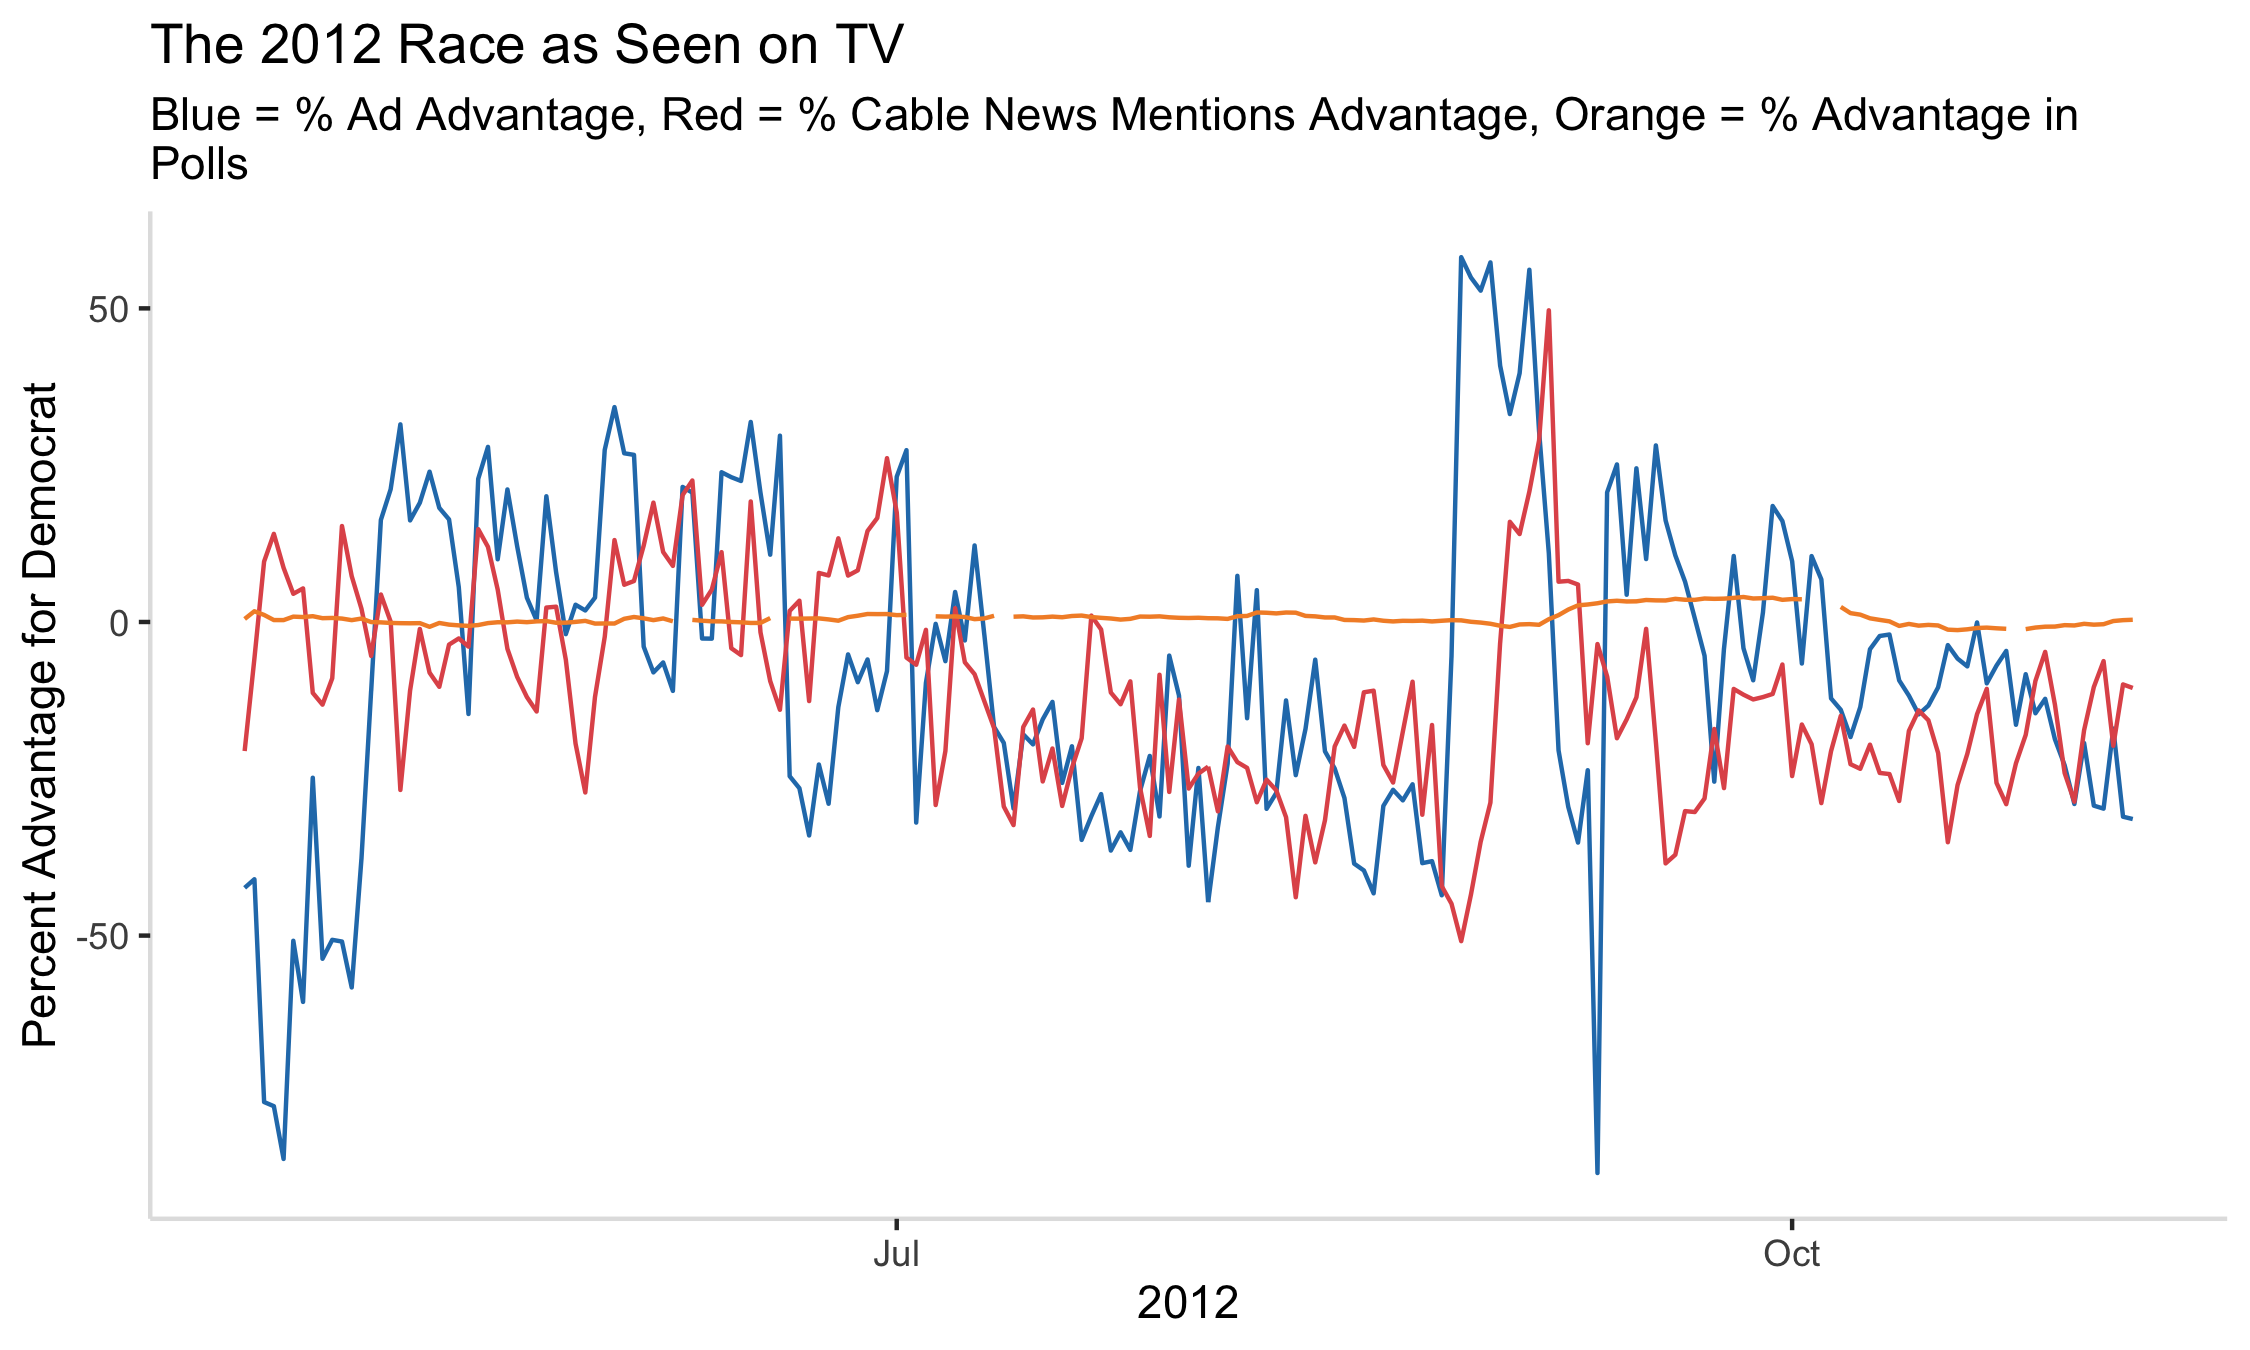 The 2012 Race as Seen on TV
Blue = % Ad Advantage, Red = % Cable News Mentions Advantage, Orange = % Advantage in
Polls
Percent Advantage for Democrat
50
0
-50
Jul
Oct
2012